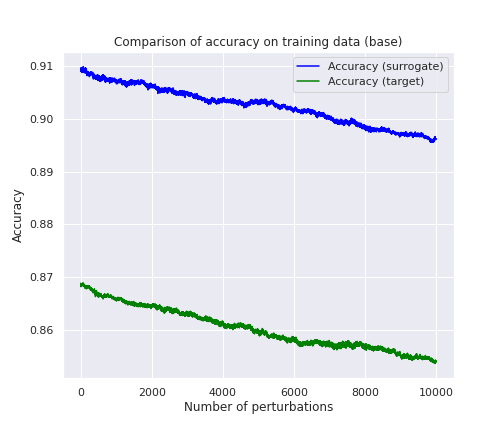 Comparison of accuracy on training data (base)
Accuracy (surrogate)
Accuracy (target)
Accuracy
0.91
0.90
0.89
0.88
0.87
0.86
0 2000 4000 6000 8000 10000
Number of perturbations